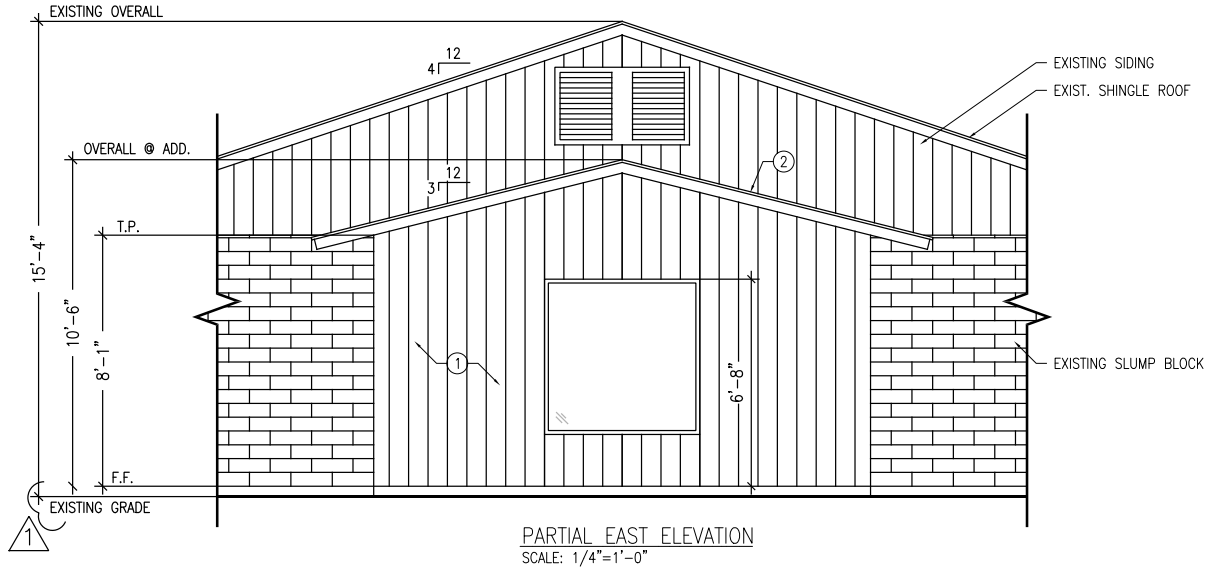 EXISTING OVERALL
12
4
EXISTING SIDING
EXIST. SHINGLE ROOF
OVERALL @ ADD.
12
3
2
T.P.
15'-4"
10'-6"
8'-1"
1
6'-8"
EXISTING SLUMP BLOCK
F.F.
EXISTING GRADE
1
PARTIAL EAST ELEVATION
SCALE: 1/4"=1'-0"